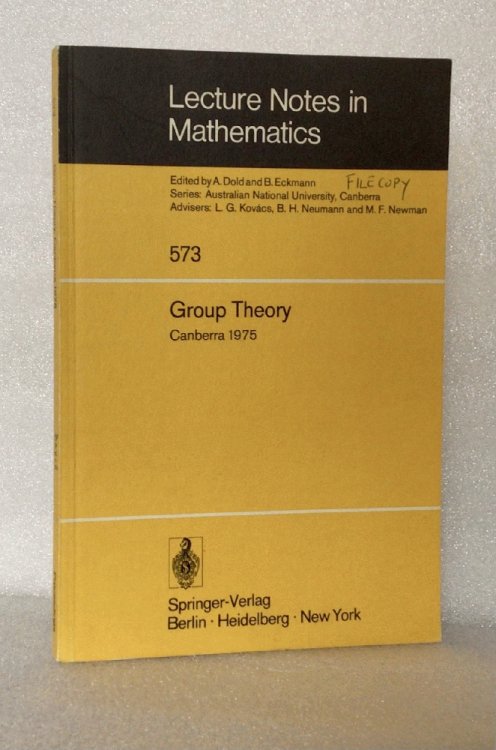 Lecture Notes in
Mathematics
Edited by A. Dold and B. Eckmann
FILE COPY
Series: Australian National University, Canberra
Advisers: L. G. Kovács, B. H. Neumann and M. F. Newman
573
Group Theory
Canberra 1975
Springer-Verlag
Berlin · Heidelberg · New York